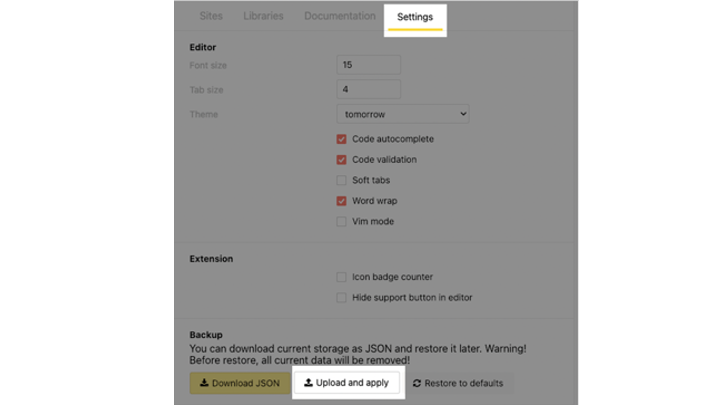 Sites Libraries Documentation Settings
Editor
Font size 15
Tab size 4
Theme tomorrow
Code autocomplete
Code validation
Soft tabs
Word wrap
Vim mode
Extension
Icon badge counter
Hide support button in editor
Backup
You can download current storage as JSON and restore it later. Warning!
Before restore, all current data will be removed!
Download JSON Upload and apply Restore to defaults